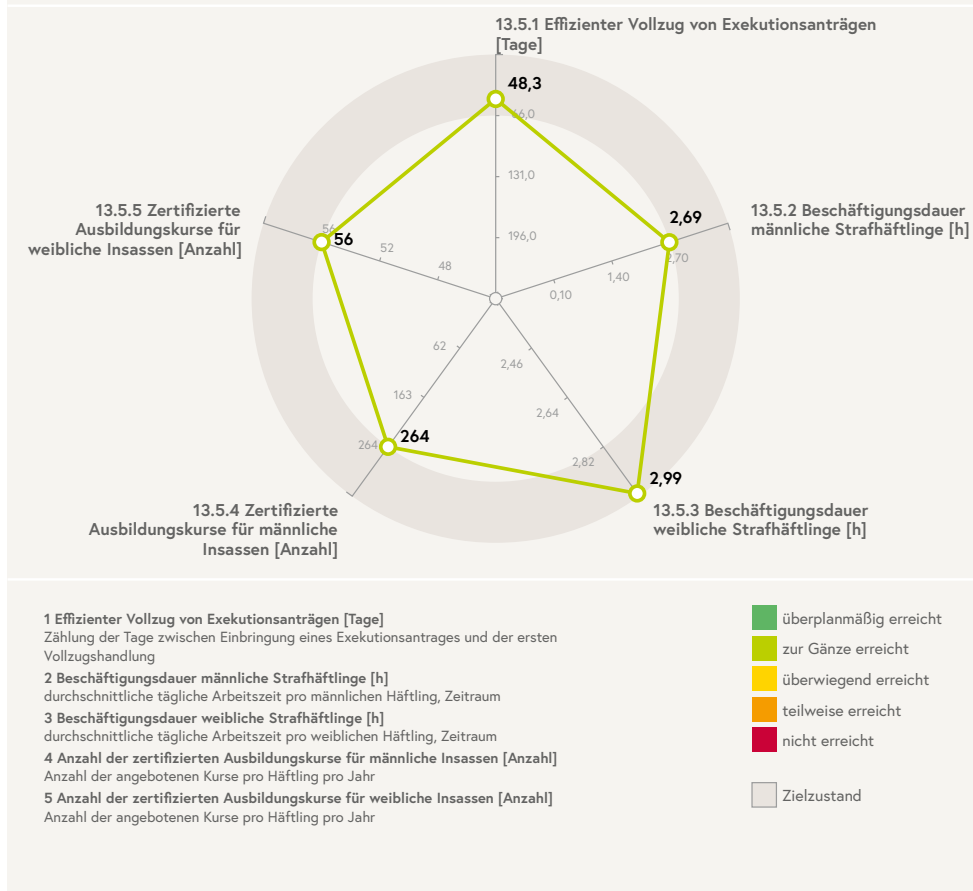 13.5.1 Effizienter Vollzug von Exekutionsanträgen
[Tage]
48,3
66,0
131,0
196,0
13.5.2 Beschäftigungsdauer
männliche Strafhäftlinge [h]
2,69
2,70
1,40
0,10
13.5.3 Beschäftigungsdauer
weibliche Strafhäftlinge [h]
2,99
2,82
2,64
2,46
13.5.4 Zertifizierte
Ausbildungskurse für männliche
Insassen [Anzahl]
264
264
163
62
13.5.5 Zertifizierte
Ausbildungskurse für
weibliche Insassen [Anzahl]
56
56
52
48
1 Effizienter Vollzug von Exekutionsanträgen [Tage]
Zählung der Tage zwischen Einbringung eines Exekutionsantrages und der ersten
Vollzugshandlung
2 Beschäftigungsdauer männliche Strafhäftlinge [h]
durchschnittliche tägliche Arbeitszeit pro männlichen Häftling, Zeitraum
3 Beschäftigungsdauer weibliche Strafhäftlinge [h]
durchschnittliche tägliche Arbeitszeit pro weiblichen Häftling, Zeitraum
4 Anzahl der zertifizierten Ausbildungskurse für männliche Insassen [Anzahl]
Anzahl der angebotenen Kurse pro Häftling pro Jahr
5 Anzahl der zertifizierten Ausbildungskurse für weibliche Insassen [Anzahl]
Anzahl der angebotenen Kurse pro Häftling pro Jahr
überplanmäßig erreicht
zur Gänze erreicht
überwiegend erreicht
teilweise erreicht
nicht erreicht
Zielzustand